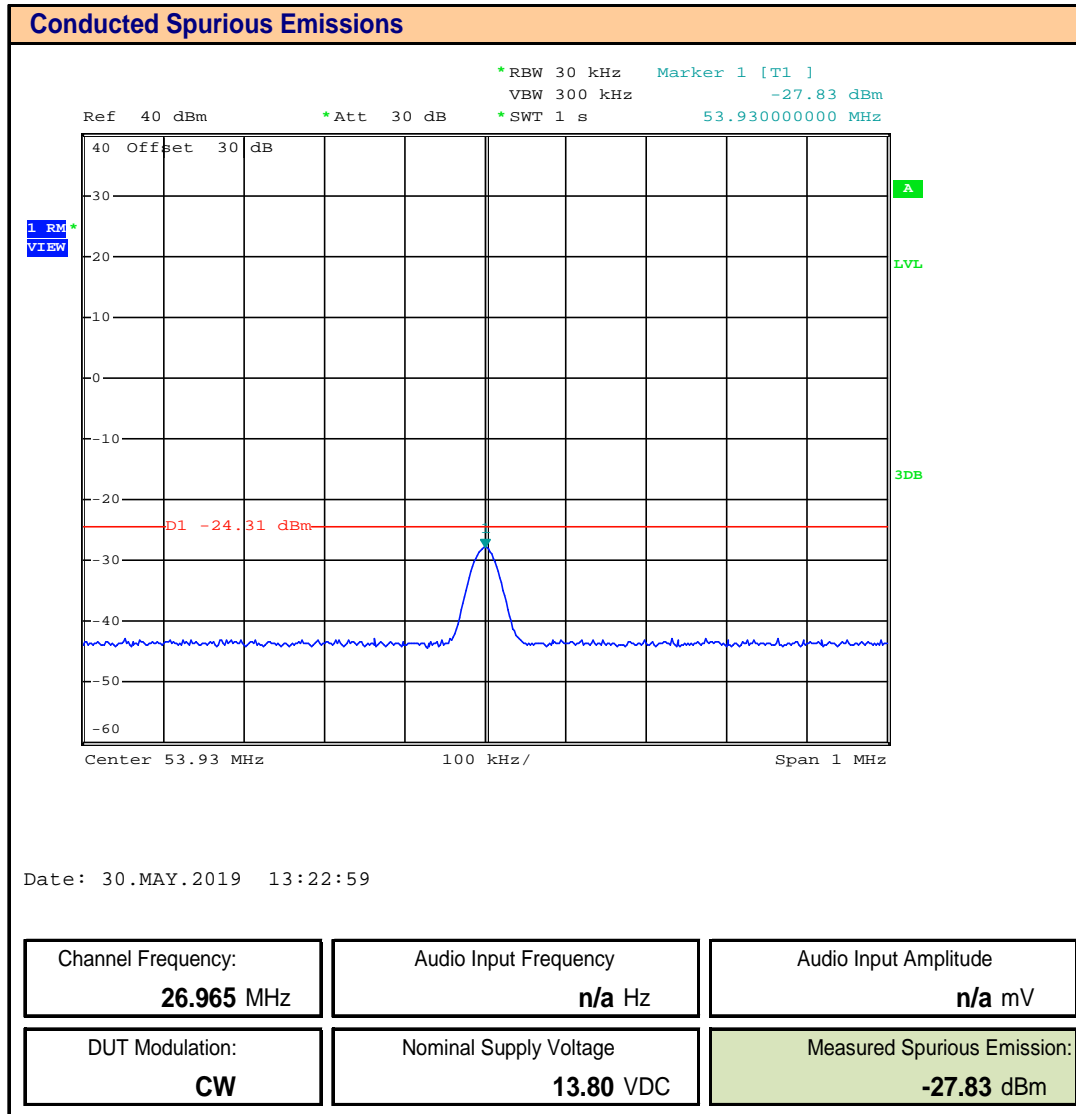 Conducted Spurious Emissions
*RBW 30 kHz Marker 1 [T1 ]
VBW 300 kHz -27.83 dBm
Ref 40 dBm *Att 30 dB *SWT 1 s 53.930000000 MHz
40 Offset 30 dB
30
A
1 RM *
VIEW
20
LVL
10
0
-10
3DB
-20
D1 -24.31 dBm
1
-30
-40
-50
-60
Center 53.93 MHz 100 kHz/ Span 1 MHz
Date: 30.MAY.2019 13:22:59
Channel Frequency: Audio Input Frequency Audio Input Amplitude
26.965 MHz n/a Hz n/a mV
DUT Modulation: Nominal Supply Voltage Measured Spurious Emission:
CW 13.80 VDC -27.83 dBm